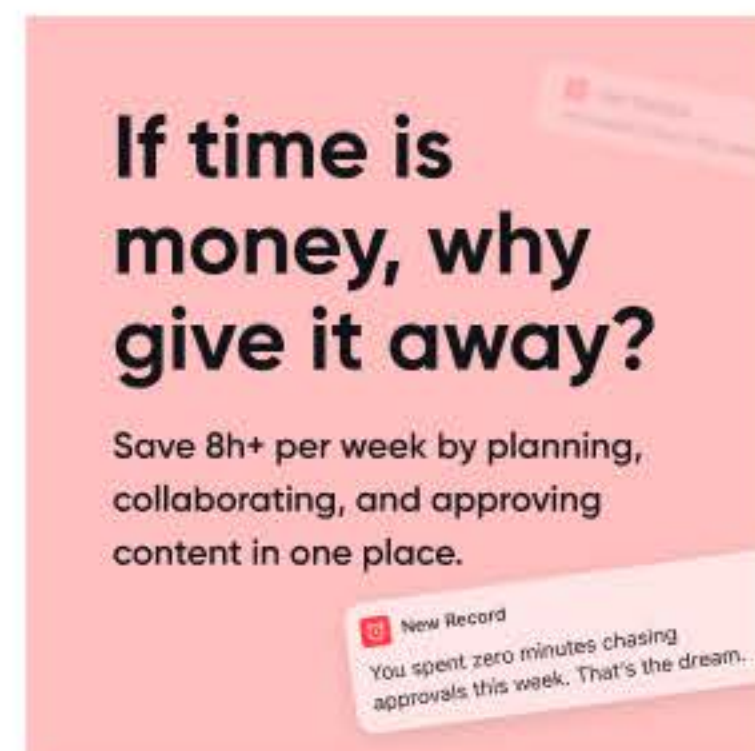 If time is
money, why
give it away?
Save 8h+ per week by planning,
collaborating, and approving
content in one place.
New Record
You spent zero minutes chasing
approvals this week. That's the dream.